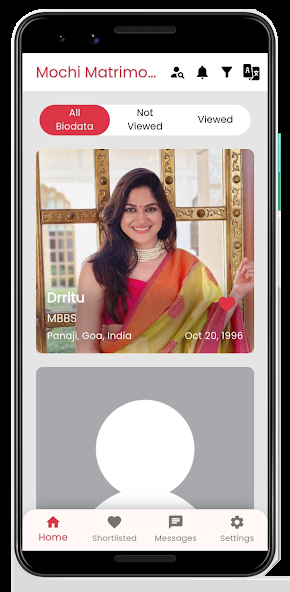 Mochi Matrimo...
All
Biodata
Not
Viewed
Viewed
Drritu
MBBS
Panaji, Goa, India
Oct 20, 1996
Home
Shortlisted
Messages
Settings